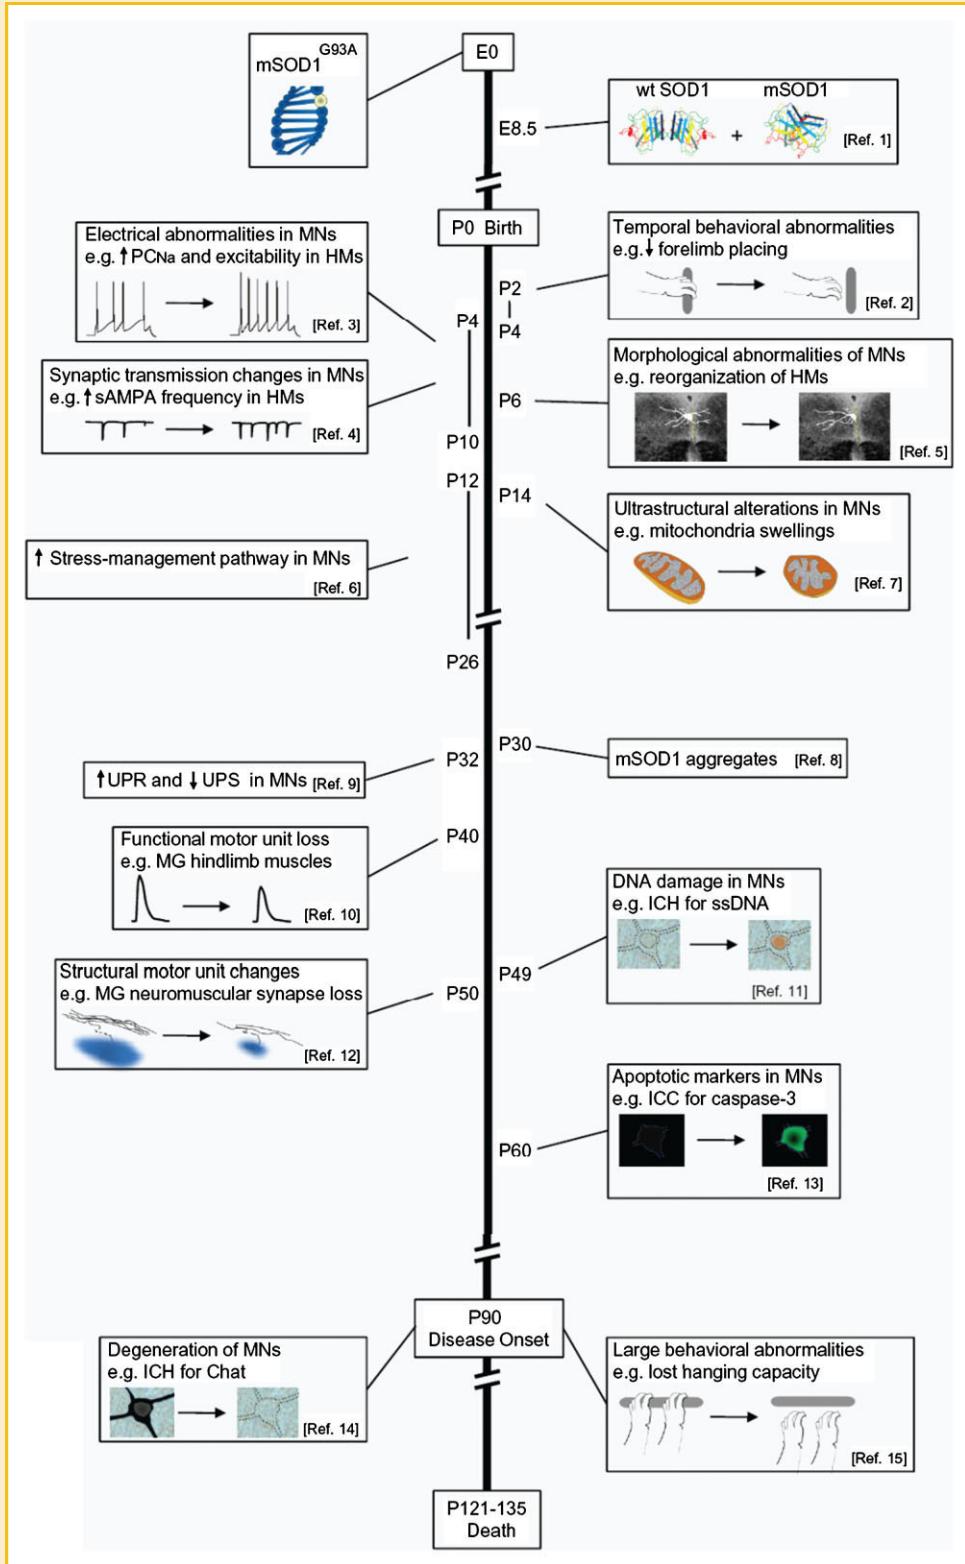 G93A
mSOD1
E0
wt SOD1 mSOD1
+
[Ref. 1]
E8.5
P0 Birth
Electrical abnormalities in MNs
e.g. ↑PCNa and excitability in HMs
[Ref. 3]
Temporal behavioral abnormalities
e.g.↓ forelimb placing
[Ref. 2]
P2
P4
P4
Synaptic transmission changes in MNs
e.g. ↑sAMPA frequency in HMs
[Ref. 4]
Morphological abnormalities of MNs
e.g. reorganization of HMs
[Ref. 5]
P6
P10
P12
P14
Ultrastructural alterations in MNs
e.g. mitochondria swellings
[Ref. 7]
↑ Stress-management pathway in MNs
[Ref. 6]
P26
P30
mSOD1 aggregates [Ref. 8]
P32
↑UPR and ↓UPS in MNs [Ref. 9]
P40
Functional motor unit loss
e.g. MG hindlimb muscles
[Ref. 10]
DNA damage in MNs
e.g. ICH for ssDNA
[Ref. 11]
P49
Structural motor unit changes
e.g. MG neuromuscular synapse loss
[Ref. 12]
P50
Apoptotic markers in MNs
e.g. ICC for caspase-3
[Ref. 13]
P60
P90
Disease Onset
Degeneration of MNs
e.g. ICH for Chat
[Ref. 14]
Large behavioral abnormalities
e.g. lost hanging capacity
[Ref. 15]
P121-135
Death